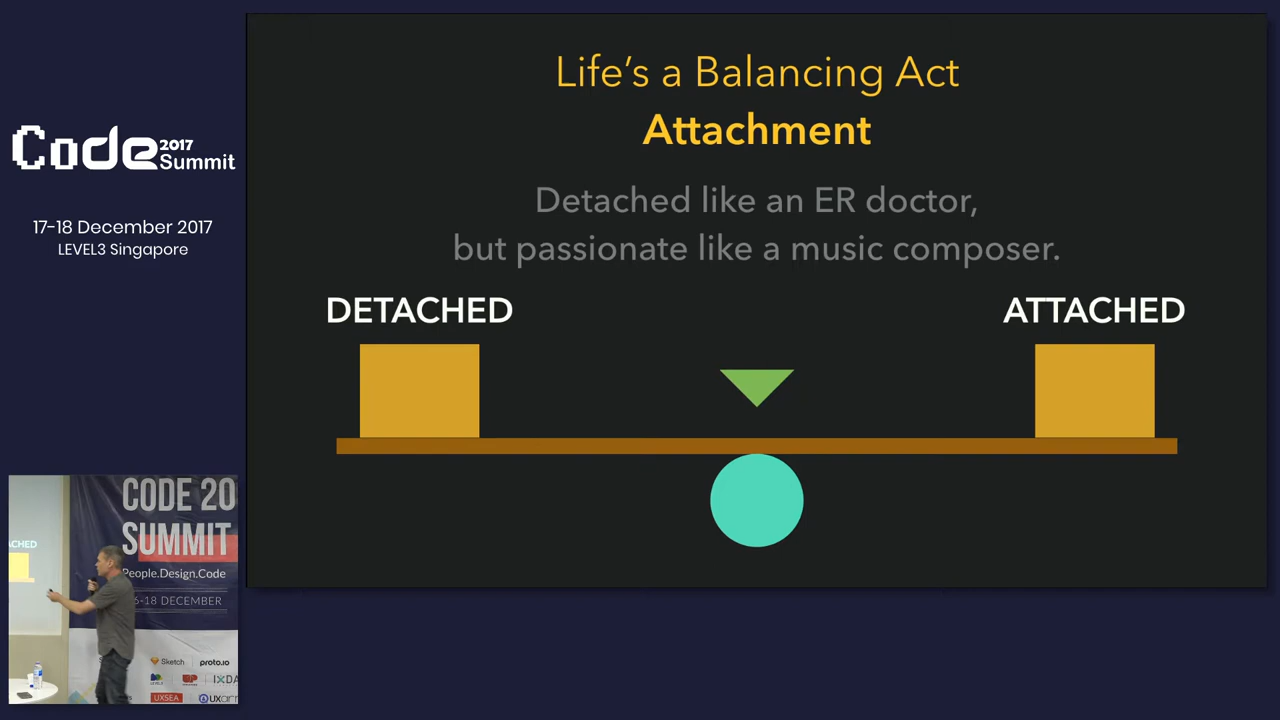 Code 2017 Summit
17-18 December 2017
LEVEL3 Singapore
Life's a Balancing Act
Attachment
Detached like an ER doctor,
but passionate like a music composer.
DETACHED
ATTACHED
CODE 20
SUMMIT
People.Design.Code
6-18 DECEMBER
Sketch
proto.io
IXDA
UXSEA